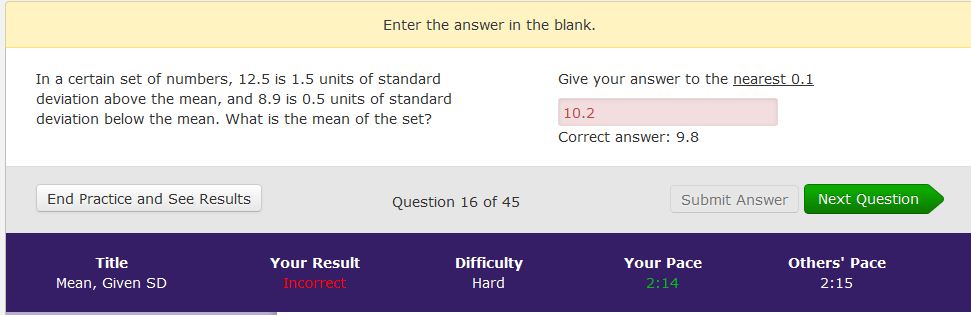 Enter the answer in the blank.
In a certain set of numbers, 12.5 is 1.5 units of standard
deviation above the mean, and 8.9 is 0.5 units of standard
deviation below the mean. What is the mean of the set?
Give your answer to the nearest 0.1
10.2
Correct answer: 9.8
End Practice and See Results
Question 16 of 45
Submit Answer
Next Question
Title Your Result Difficulty Your Pace Others' Pace
Mean, Given SD Incorrect Hard 2:14 2:15